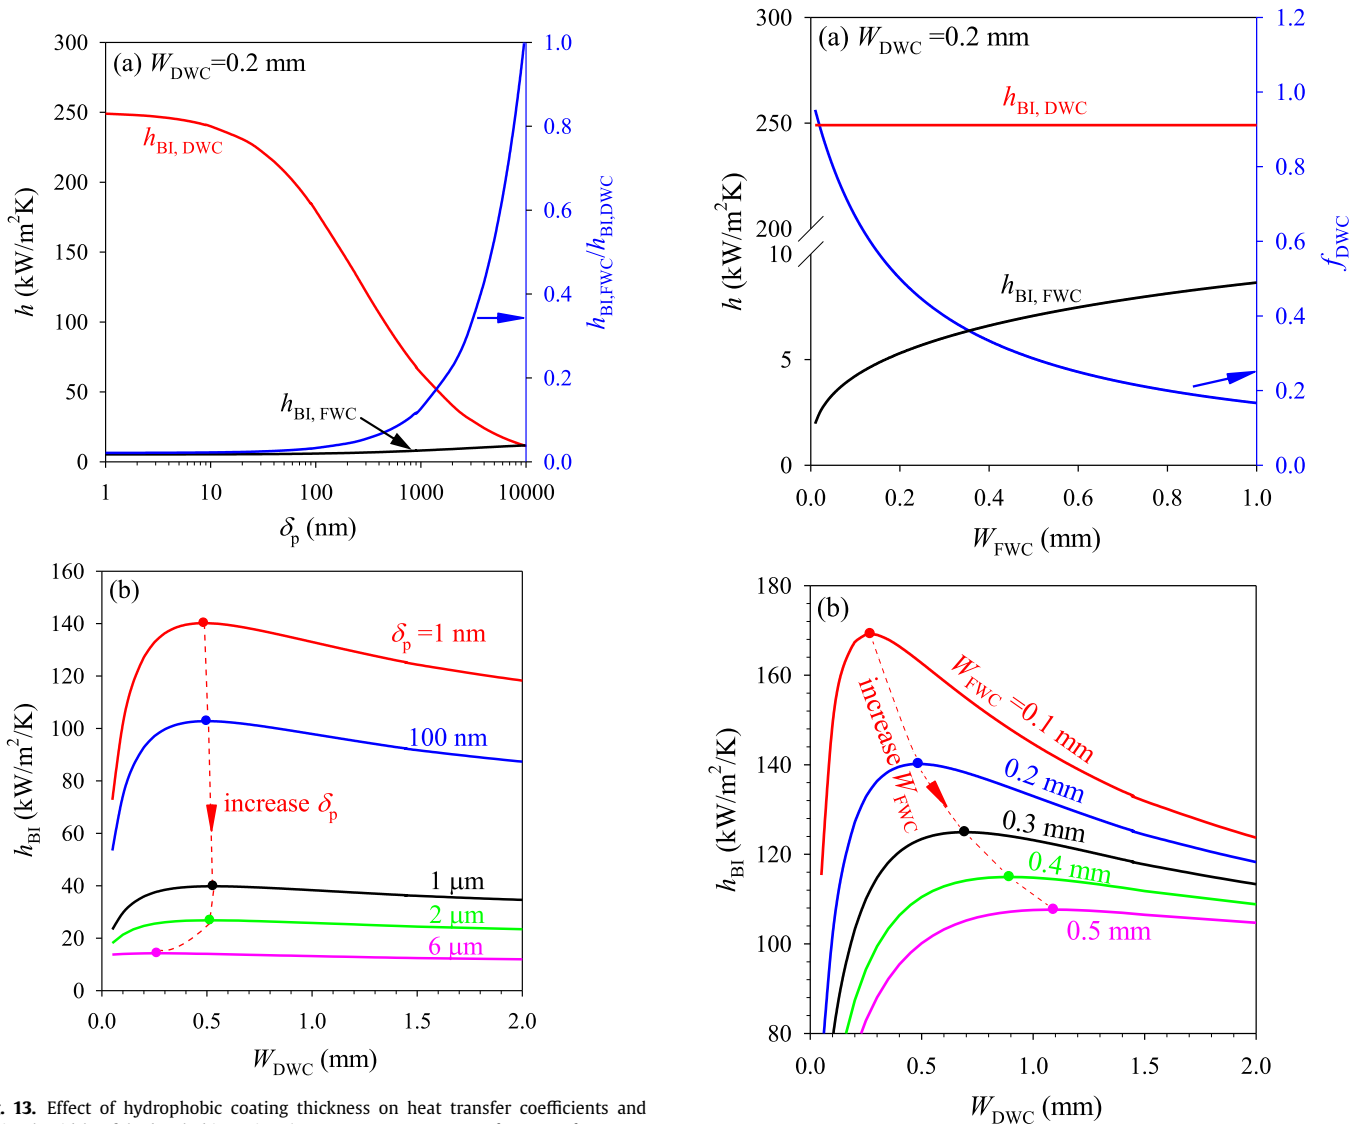 (a) W_DWC=0.2 mm
300
250
200
150
100
50
0
h (kW/m²K)
1.0
0.8
0.6
0.4
0.2
0.0
h_BI,FWC/h_BI,DWC
h_BI, DWC
h_BI, FWC
1 10 100 1000 10000
δ_p (nm)
(b)
160
140
120
100
80
60
40
20
0
h_BI (kW/m²/K)
δ_p =1 nm
100 nm
increase δ_p
1 μm
2 μm
6 μm
0.0 0.5 1.0 1.5 2.0
W_DWC (mm)
. 13. Effect of hydrophobic coating thickness on heat transfer coefficients and
(a) W_DWC =0.2 mm
300
250
200
10
5
0
h (kW/m²K)
1.2
1.0
0.8
0.6
0.4
0.2
0.0
f_DWC
h_BI, DWC
h_BI, FWC
0.0 0.2 0.4 0.6 0.8 1.0
W_FWC (mm)
(b)
180
160
140
120
100
80
h_BI (kW/m²/K)
W_FWC =0.1 mm
increase W_FWC
0.2 mm
0.3 mm
0.4 mm
0.5 mm
0.0 0.5 1.0 1.5 2.0
W_DWC (mm)